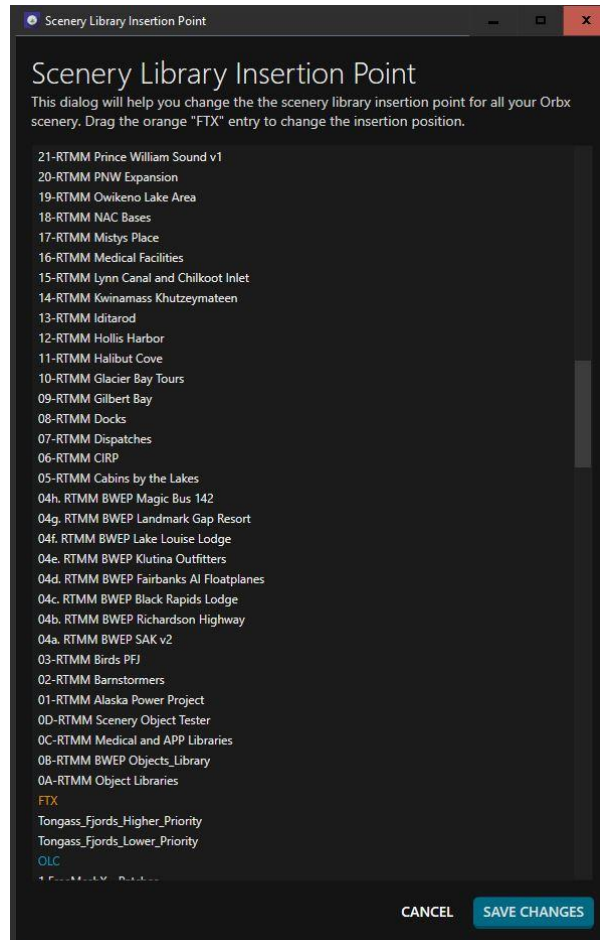 Scenery Library Insertion Point
X
Scenery Library Insertion Point
This dialog will help you change the the scenery library insertion point for all your Orbx
scenery. Drag the orange "FTX" entry to change the insertion position.
21-RTMM Prince William Sound v1
20-RTMM PNW Expansion
19-RTMM Owikeno Lake Area
18-RTMM NAC Bases
17-RTMM Mistys Place
16-RTMM Medical Facilities
15-RTMM Lynn Canal and Chilkoot Inlet
14-RTMM Kwinamass Khutzeymateen
13-RTMM Iditarod
12-RTMM Hollis Harbor
11-RTMM Halibut Cove
10-RTMM Glacier Bay Tours
09-RTMM Gilbert Bay
08-RTMM Docks
07-RTMM Dispatches
06-RTMM CIRP
05-RTMM Cabins by the Lakes
04h. RTMM BWEP Magic Bus 142
04g. RTMM BWEP Landmark Gap Resort
04f. RTMM BWEP Lake Louise Lodge
04e. RTMM BWEP Klutina Outfitters
04d. RTMM BWEP Fairbanks AI Floatplanes
04c. RTMM BWEP Black Rapids Lodge
04b. RTMM BWEP Richardson Highway
04a. RTMM BWEP SAK v2
03-RTMM Birds PFJ
02-RTMM Barnstormers
01-RTMM Alaska Power Project
0D-RTMM Scenery Object Tester
0C-RTMM Medical and APP Libraries
0B-RTMM BWEP Objects_Library
0A-RTMM Object Libraries
FTX
Tongass_Fjords_Higher_Priority
Tongass_Fjords_Lower_Priority
OLC
CANCEL
SAVE CHANGES